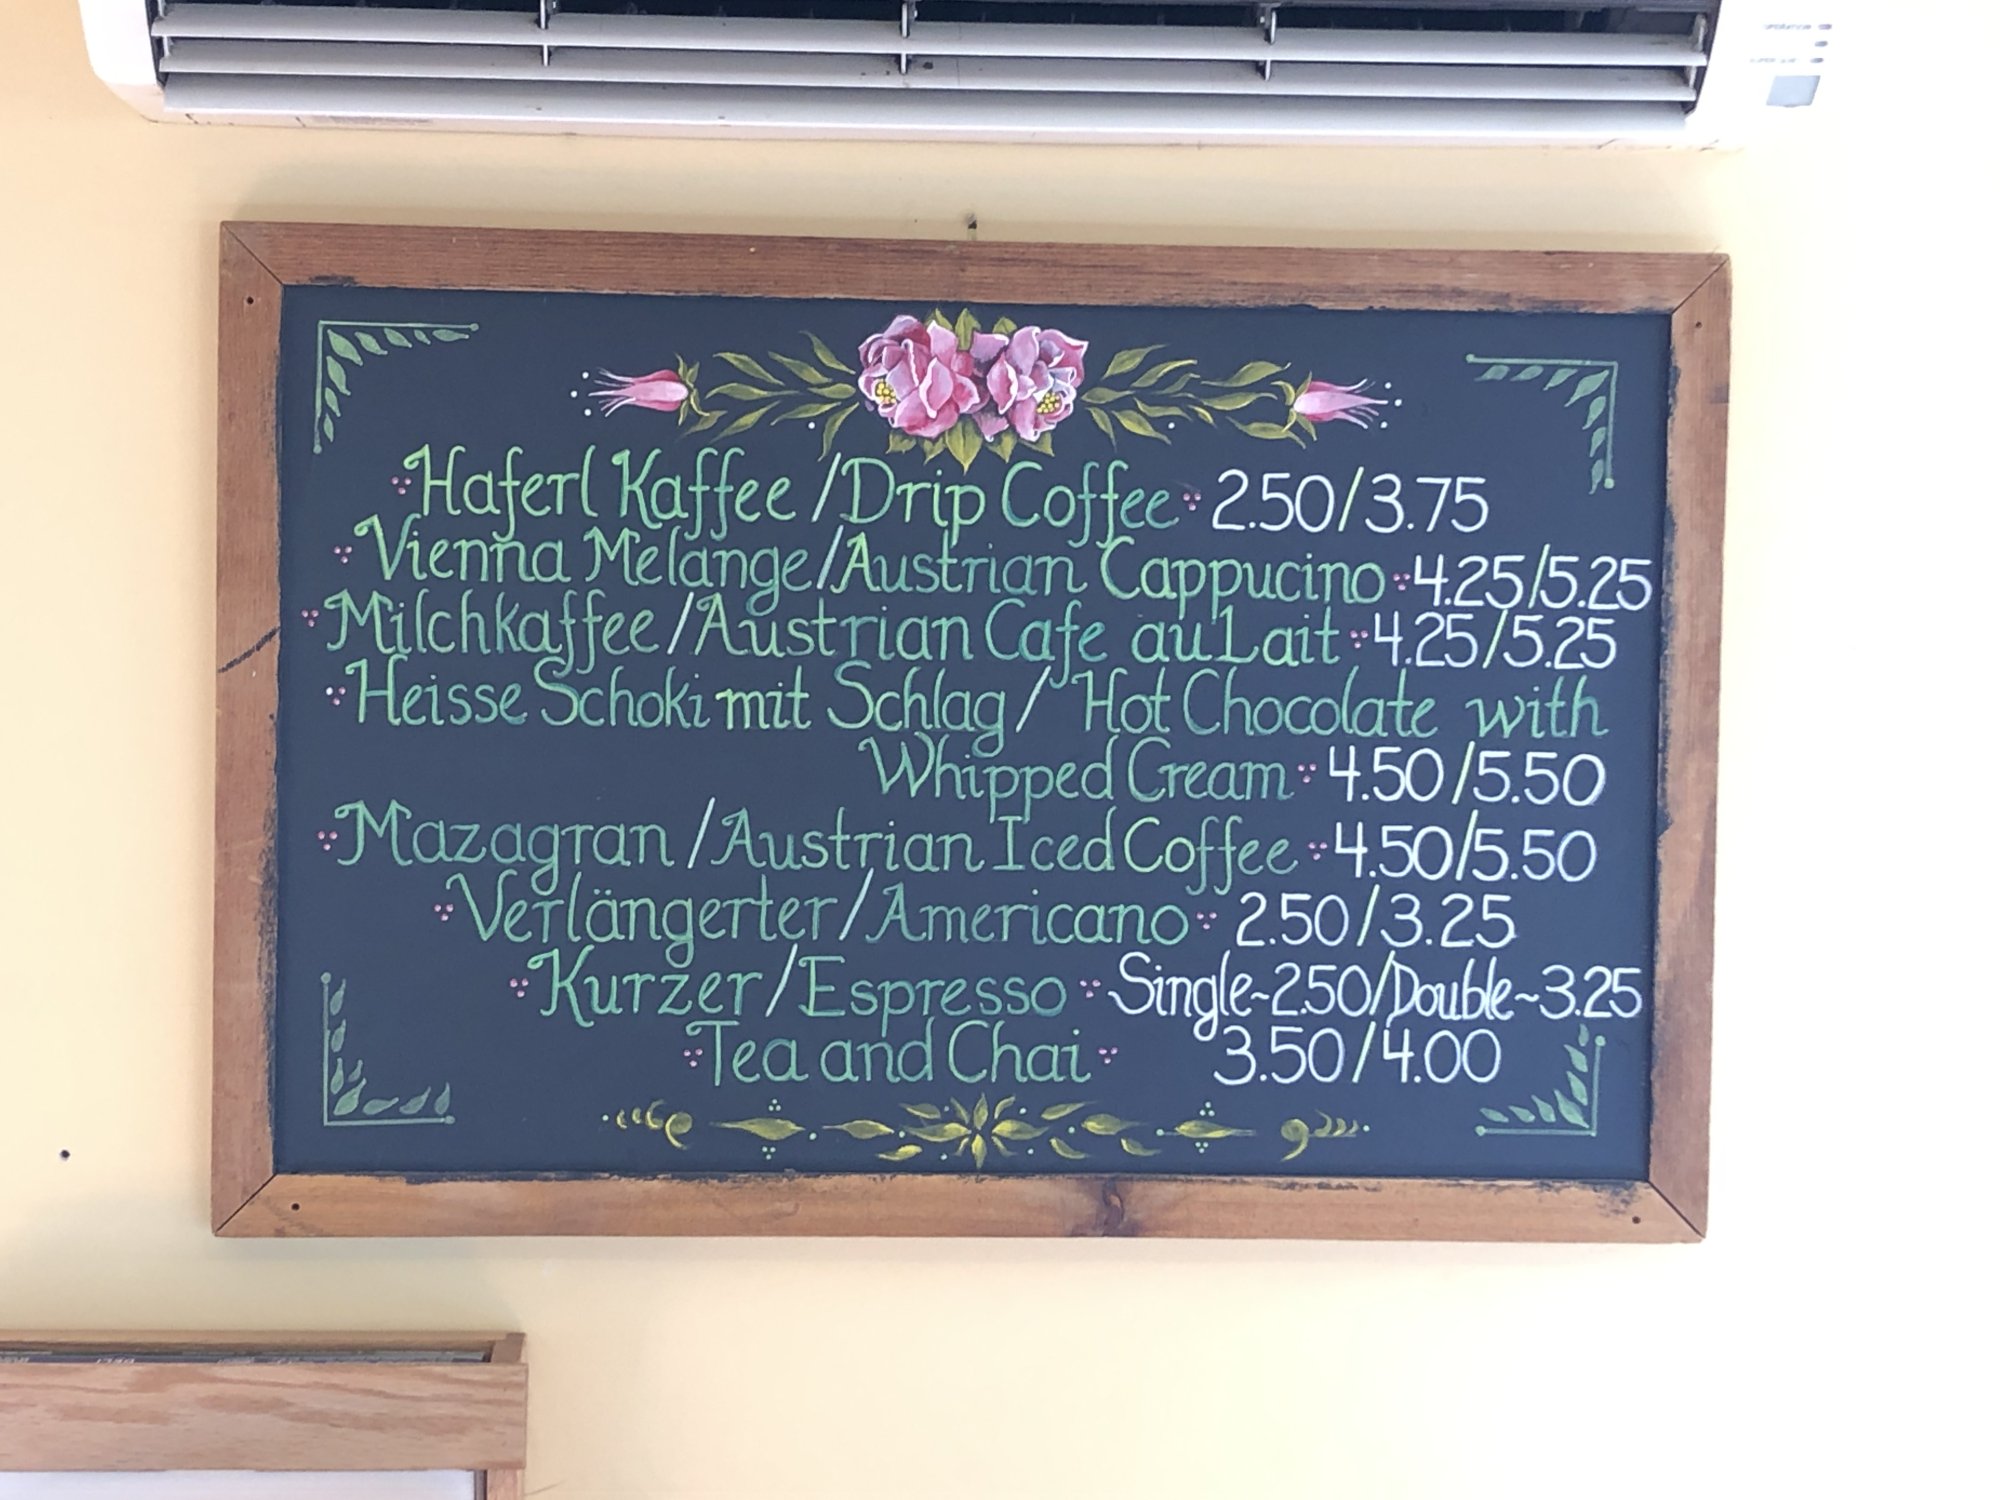 Haferl Kaffee / Drip Coffee 2.50/3.75
Vienna Melange/Austrian Cappucino 4.25/5.25
Milchkaffee/Austrian Cafe au Lait 4.25/5.25
Heisse Schoki mit Schlag / Hot Chocolate with
Whipped Cream 4.50/5.50
Mazagran / Austrian Iced Coffee 4.50/5.50
Verlängerter/Americano 2.50/3.25
Kurzer/Espresso Single~2.50/Double~3.25
Tea and Chai 3.50/4.00